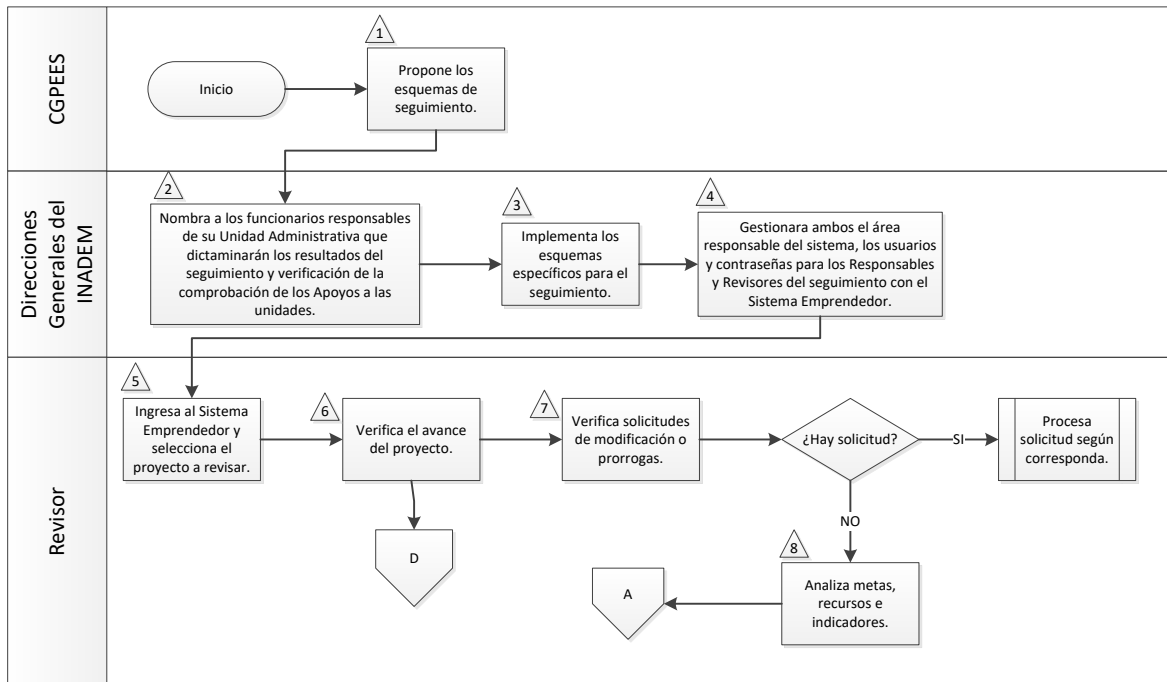 CGPEES
Inicio
1
Propone los
esquemas de
seguimiento.
Direcciones
Generales del
INADEM
2
Nombra a los funcionarios responsables
de su Unidad Administrativa que
dictaminarán los resultados del
seguimiento y verificación de la
comprobación de los Apoyos a las
unidades.
3
Implementa los
esquemas
específicos para el
seguimiento.
4
Gestionara ambos el área
responsable del sistema, los usuarios
y contraseñas para los Responsables
y Revisores del seguimiento con el
Sistema Emprendedor.
Revisor
5
Ingresa al Sistema
Emprendedor y
selecciona el
proyecto a revisar.
6
Verifica el avance
del proyecto.
D
7
Verifica solicitudes
de modificación o
prorrogas.
¿Hay solicitud?
SI
Procesa
solicitud según
corresponda.
NO
8
Analiza metas,
recursos e
indicadores.
A